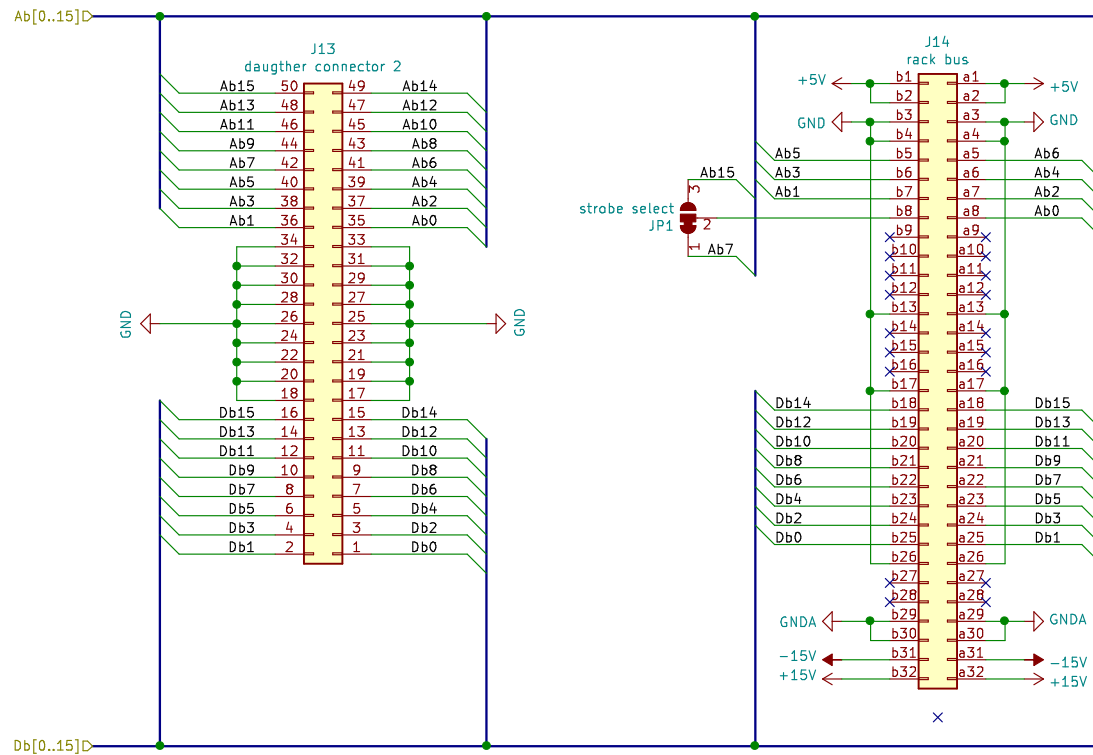 Ab[0..15]
J13
daugther connector 2
Ab15 50 49 Ab14
Ab13 48 47 Ab12
Ab11 46 45 Ab10
Ab9 44 43 Ab8
Ab7 42 41 Ab6
Ab5 40 39 Ab4
Ab3 38 37 Ab2
Ab1 36 35 Ab0
34 33
32 31
30 29
28 27
GND 26 25 GND
24 23
22 21
20 19
18 17
Db15 16 15 Db14
Db13 14 13 Db12
Db11 12 11 Db10
Db9 10 9 Db8
Db7 8 7 Db6
Db5 6 5 Db4
Db3 4 3 Db2
Db1 2 1 Db0
Ab15
3
strobe select
JP1
2
1
Ab7
J14
rack bus
+5V b1 a1 +5V
b2 a2
GND b3 a3 GND
b4 a4
Ab5 b5 a5 Ab6
Ab3 b6 a6 Ab4
Ab1 b7 a7 Ab2
b8 a8 Ab0
b9 a9
b10 a10
b11 a11
b12 a12
b13 a13
b14 a14
b15 a15
b16 a16
b17 a17
Db14 b18 a18 Db15
Db12 b19 a19 Db13
Db10 b20 a20 Db11
Db8 b21 a21 Db9
Db6 b22 a22 Db7
Db4 b23 a23 Db5
Db2 b24 a24 Db3
Db0 b25 a25 Db1
b26 a26
b27 a27
b28 a28
GNDA b29 a29 GNDA
b30 a30
-15V b31 a31 -15V
+15V b32 a32 +15V
Db[0..15]